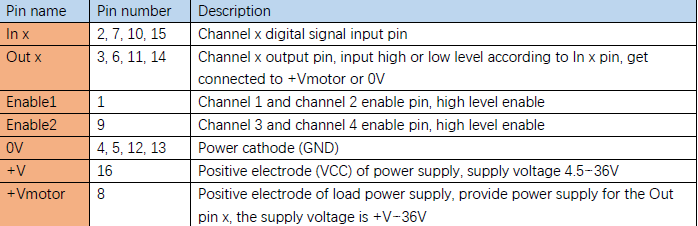 Pin name Pin number Description
In x 2, 7, 10, 15 Channel x digital signal input pin
Out x 3, 6, 11, 14 Channel x output pin, input high or low level according to In x pin, get
connected to +Vmotor or 0V
Enable1 1 Channel 1 and channel 2 enable pin, high level enable
Enable2 9 Channel 3 and channel 4 enable pin, high level enable
0V 4, 5, 12, 13 Power cathode (GND)
+V 16 Positive electrode (VCC) of power supply, supply voltage 4.5~36V
+Vmotor 8 Positive electrode of load power supply, provide power supply for the Out
pin x, the supply voltage is +V~36V